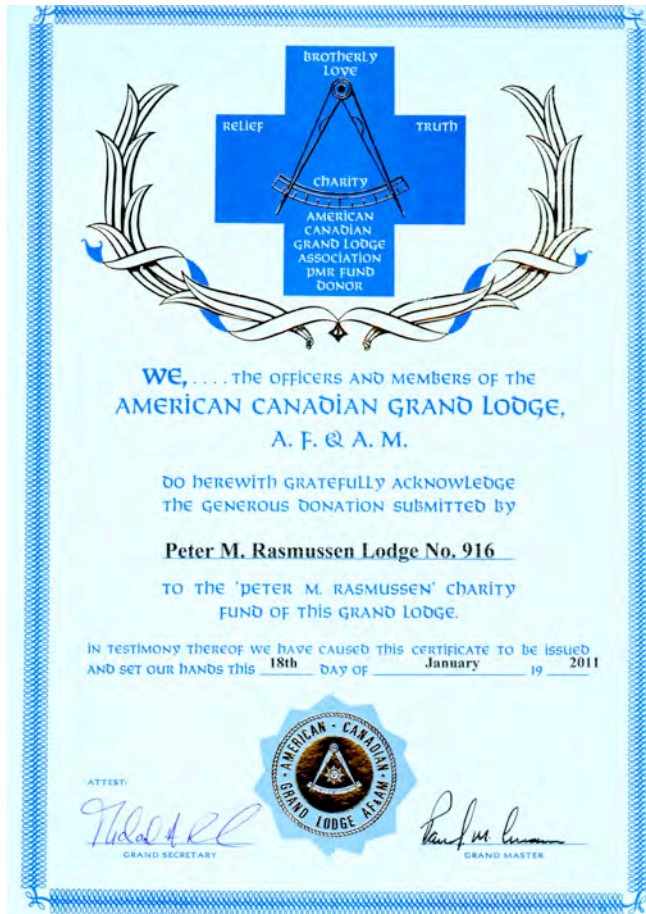 BROTHERLY
LOVE
RELIEF
TRUTH
CHARITY
AMERICAN
CANADIAN
GRAND LODGE
ASSOCIATION
PMR FUND
DONOR
WE, .... THE OFFICERS AND MEMBERS OF THE
AMERICAN CANADIAN GRAND LODGE,
A. F. & A. M.
DO HEREWITH GRATEFULLY ACKNOWLEDGE
THE GENEROUS DONATION SUBMITTED BY
Peter M. Rasmussen Lodge No. 916
TO THE 'PETER M. RASMUSSEN' CHARITY
FUND OF THIS GRAND LODGE.
IN TESTIMONY THEREOF WE HAVE CAUSED THIS CERTIFICATE TO BE ISSUED
AND SET OUR HANDS THIS 18th DAY OF January 19 2011
· AMERICAN - CANADIAN · GRAND LODGE AF&AM
ATTEST:
GRAND SECRETARY
GRAND MASTER